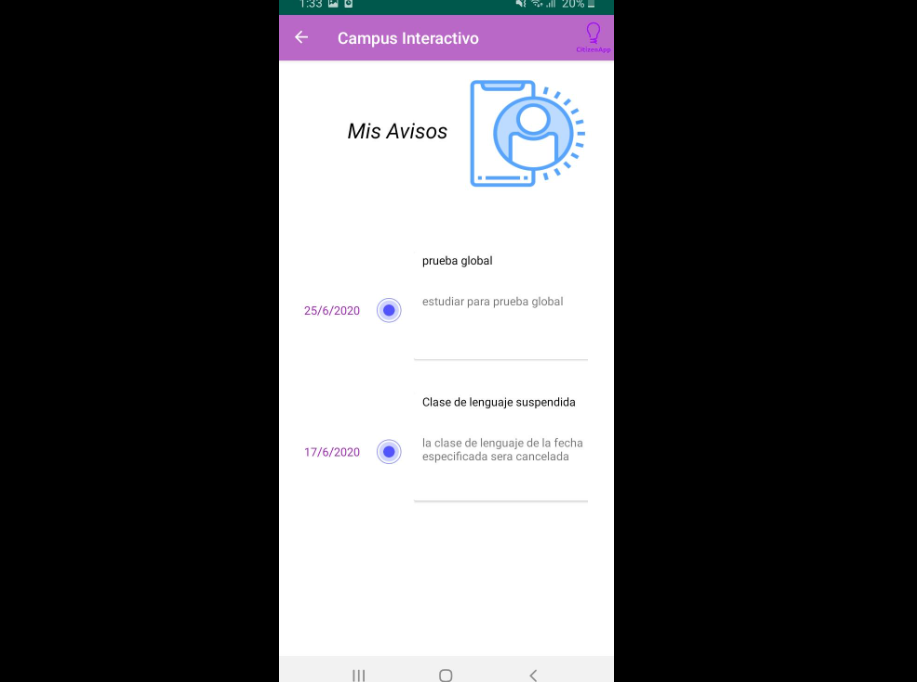 1:33
20%
Campus Interactivo
CitizenApp
Mis Avisos
prueba global
estudiar para prueba global
25/6/2020
Clase de lenguaje suspendida
la clase de lenguaje de la fecha
especificada sera cancelada
17/6/2020